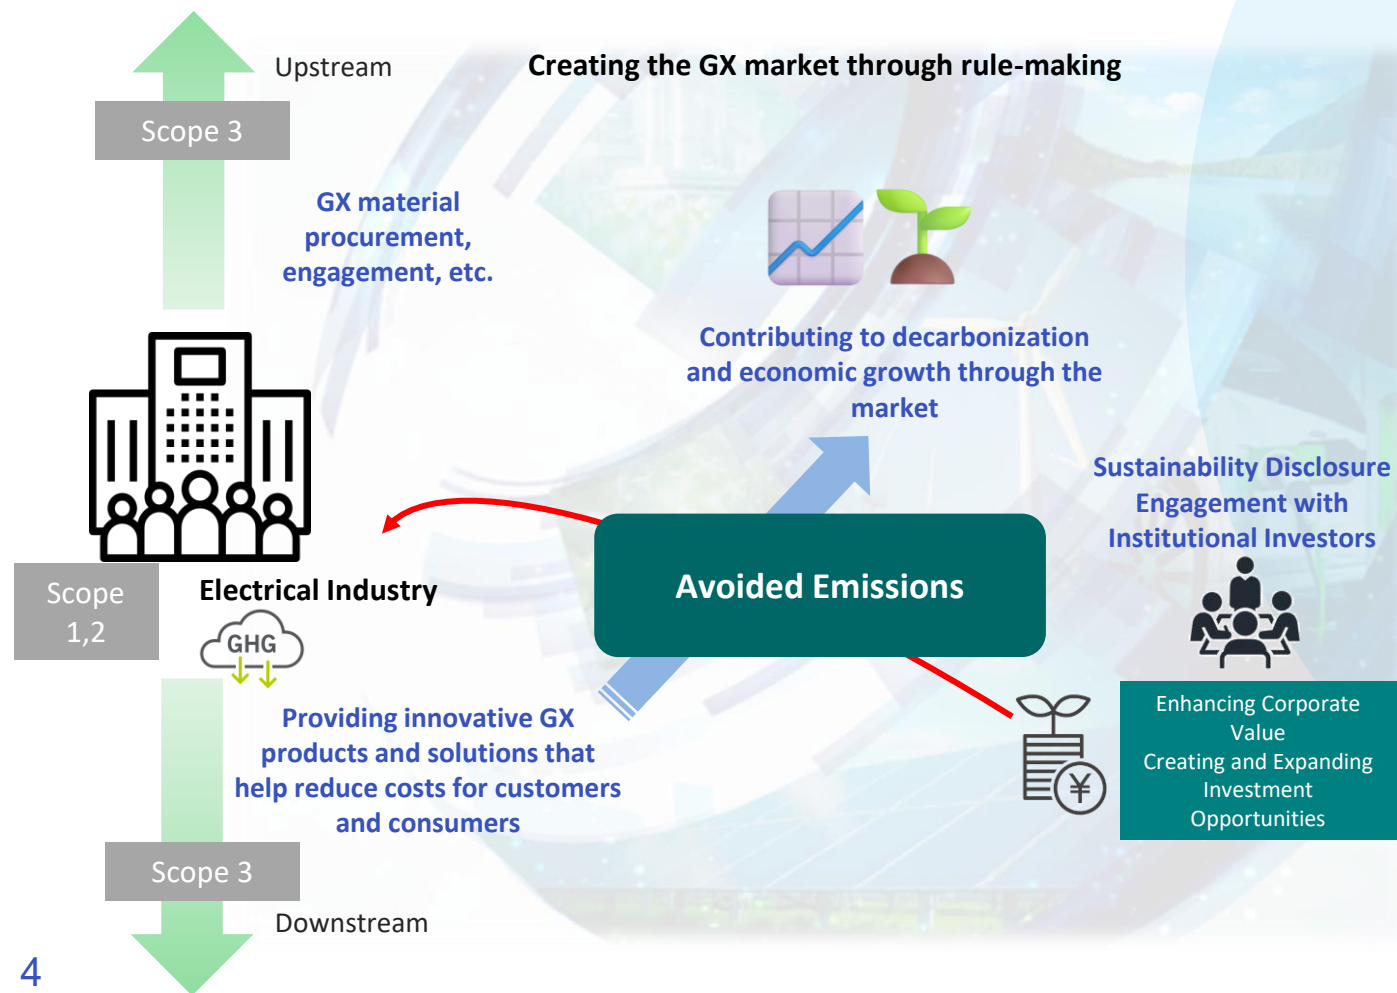 Upstream
Creating the GX market through rule-making
Scope 3
GX material
procurement,
engagement, etc.
Contributing to decarbonization
and economic growth through the
market
Sustainability Disclosure
Engagement with
Institutional Investors
Avoided Emissions
Scope
1,2
Electrical Industry
GHG
Providing innovative GX
products and solutions that
help reduce costs for customers
and consumers
¥
Enhancing Corporate
Value
Creating and Expanding
Investment
Opportunities
Scope 3
Downstream
4